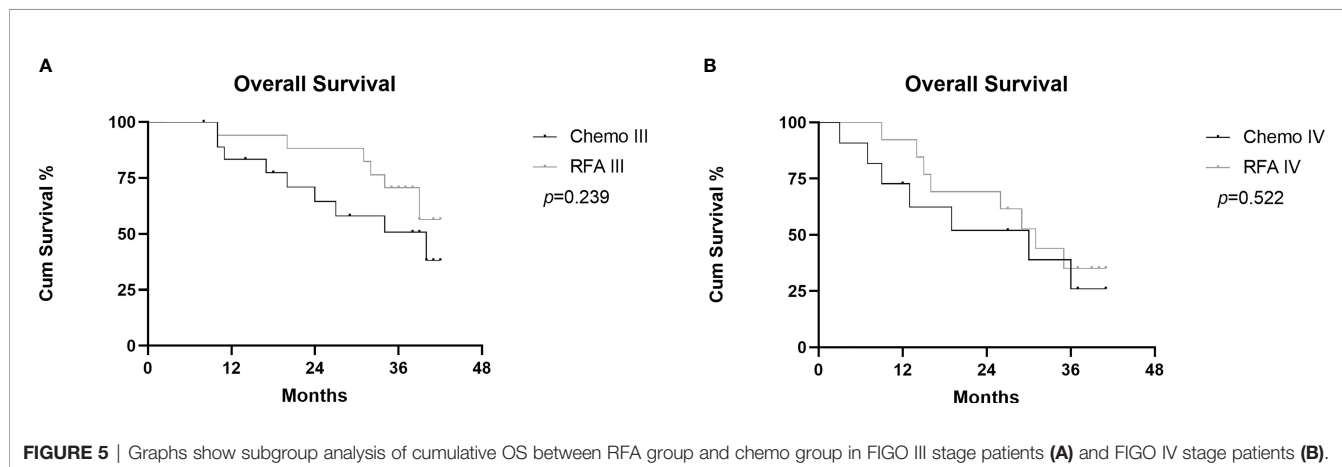 A
Overall Survival
Cum Survival %
100
75
50
25
0
0 12 24 36 48
Months
Chemo III
RFA III
p=0.239
B
Overall Survival
Cum Survival %
100
75
50
25
0
0 12 24 36 48
Months
Chemo IV
RFA IV
p=0.522
FIGURE 5 | Graphs show subgroup analysis of cumulative OS between RFA group and chemo group in FIGO III stage patients (A) and FIGO IV stage patients (B).